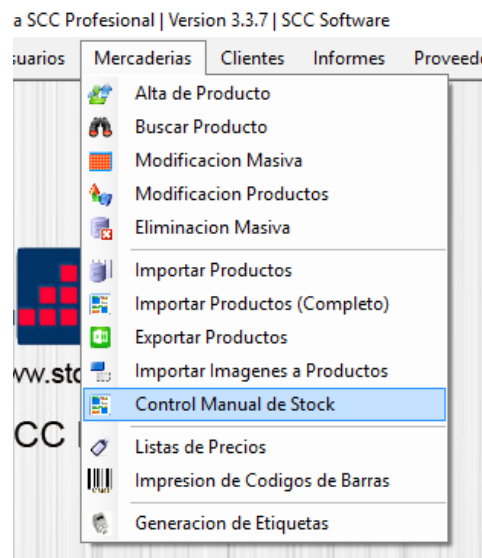 a SCC Profesional | Version 3.3.7 | SCC Software
suarios Mercaderias Clientes Informes Proveed
Alta de Producto
Buscar Producto
Modificacion Masiva
Modificacion Productos
Eliminacion Masiva
Importar Productos
Importar Productos (Completo)
Exportar Productos
Importar Imagenes a Productos
Control Manual de Stock
Listas de Precios
Impresion de Codigos de Barras
Generacion de Etiquetas
ww.sto
CC